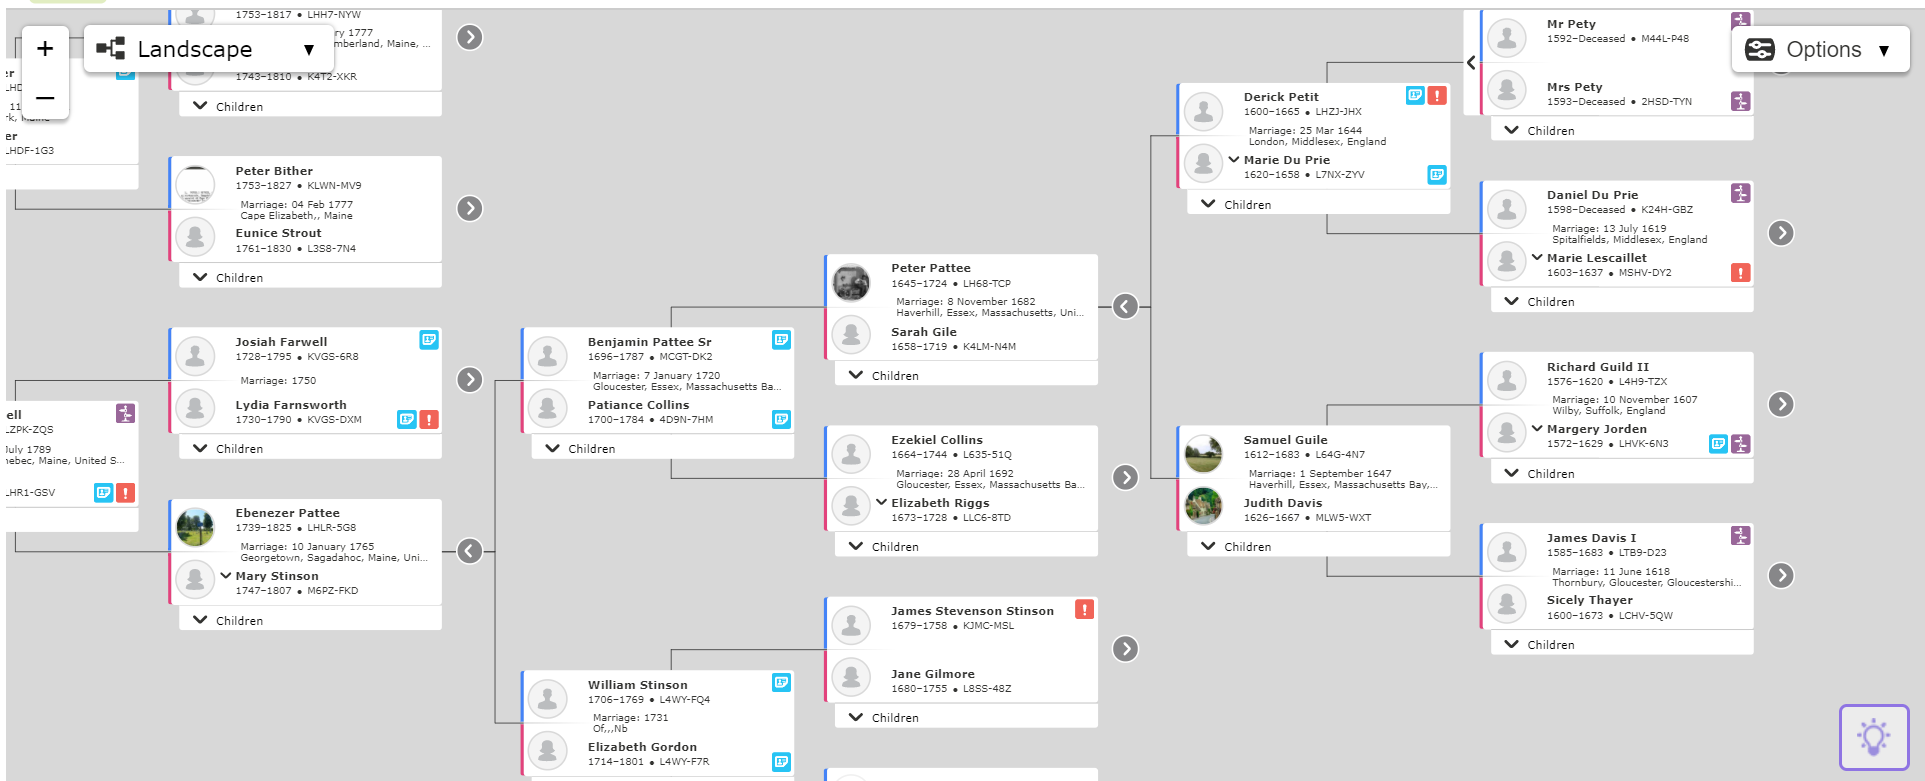 1753–1817 • LHH7-NYW
ry 1777
mberland, Maine, ...
1743–1810 • K4T2-XKR
Children
+
–
Landscape
er
LHD
11
rk, Maine
er
LHDF-1G3
Peter Bither
1753–1827 • KLWN-MV9
Marriage: 04 Feb 1777
Cape Elizabeth,, Maine
Eunice Strout
1761–1830 • L3S8-7N4
Children
Josiah Farwell
1728–1795 • KVGS-6R8
Marriage: 1750
Lydia Farnsworth
1730–1790 • KVGS-DXM
Children
ell
LZPK-ZQS
July 1789
nebec, Maine, United S...
LHR1-GSV
Ebenezer Pattee
1739–1825 • LHLR-5G8
Marriage: 10 January 1765
Georgetown, Sagadahoc, Maine, Uni...
Mary Stinson
1747–1807 • M6PZ-FKD
Children
Benjamin Pattee Sr
1696–1787 • MCGT-DK2
Marriage: 7 January 1720
Gloucester, Essex, Massachusetts Ba...
Patiance Collins
1700–1784 • 4D9N-7HM
Children
William Stinson
1706–1769 • L4WY-FQ4
Marriage: 1731
Of,,,Nb
Elizabeth Gordon
1714–1801 • L4WY-F7R
Peter Pattee
1645–1724 • LH68-TCP
Marriage: 8 November 1682
Haverhill, Essex, Massachusetts, Uni...
Sarah Gile
1658–1719 • K4LM-N4M
Children
Ezekiel Collins
1664–1744 • L635-51Q
Marriage: 28 April 1692
Gloucester, Essex, Massachusetts Ba...
Elizabeth Riggs
1673–1728 • LLC6-8TD
Children
James Stevenson Stinson
1679–1758 • KJMC-MSL
Jane Gilmore
1680–1755 • L8SS-48Z
Children
Derick Petit
1600–1665 • LHZJ-JHX
Marriage: 25 Mar 1644
London, Middlesex, England
Marie Du Prie
1620–1658 • L7NX-ZYV
Children
Samuel Guile
1612–1683 • L64G-4N7
Marriage: 1 September 1647
Haverhill, Essex, Massachusetts Bay,...
Judith Davis
1626–1667 • MLW5-WXT
Children
Mr Pety
1592–Deceased • M44L-P48
Mrs Pety
1593–Deceased • 2HSD-TYN
Children
Options
Daniel Du Prie
1598–Deceased • K24H-GBZ
Marriage: 13 July 1619
Spitalfields, Middlesex, England
Marie Lescaillet
1603–1637 • MSHV-DY2
Children
Richard Guild II
1576–1620 • L4H9-TZX
Marriage: 10 November 1607
Wilby, Suffolk, England
Margery Jorden
1572–1629 • LHVK-6N3
Children
James Davis I
1585–1683 • LTB9-D23
Marriage: 11 June 1618
Thornbury, Gloucester, Gloucestershi...
Sicely Thayer
1600–1673 • LCHV-5QW
Children